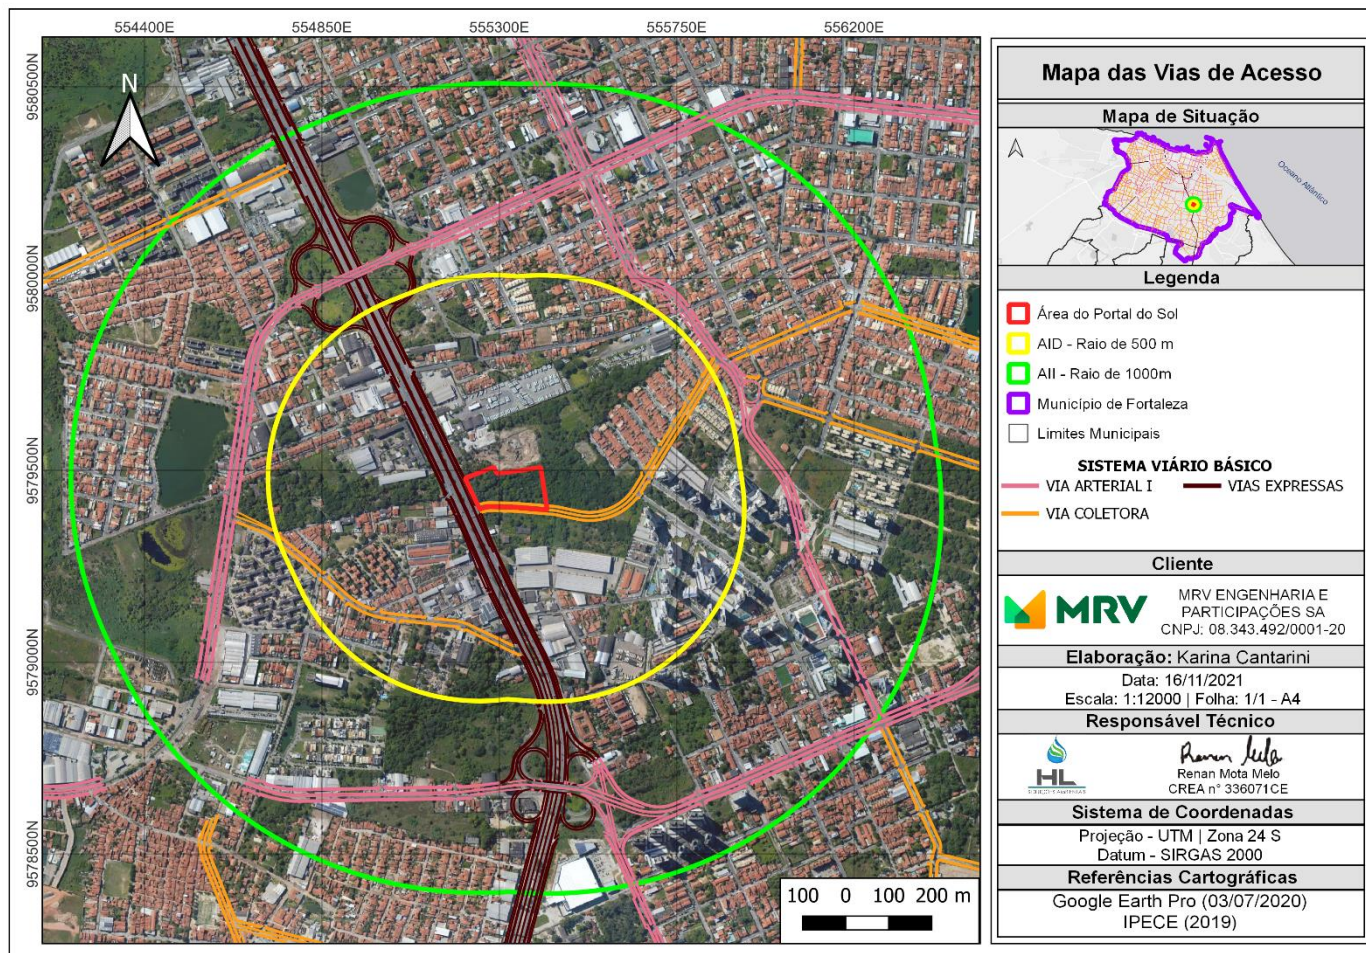 554400E 554850E 555300E 555750E 556200E
9580500N
9580000N
9579500N
9579000N
9578500N
N
100 0 100 200 m
Mapa das Vias de Acesso
Mapa de Situação
Oceano Atlântico
Legenda
Área do Portal do Sol
AID - Raio de 500 m
AII - Raio de 1000m
Município de Fortaleza
Limites Municipais
SISTEMA VIÁRIO BÁSICO
VIA ARTERIAL I VIAS EXPRESSAS
VIA COLETORA
Cliente
MRV
MRV ENGENHARIA E
PARTICIPAÇÕES SA
CNPJ: 08.343.492/0001-20
Elaboração: Karina Cantarini
Data: 16/11/2021
Escala: 1:12000 | Folha: 1/1 - A4
Responsável Técnico
HL
Renan Mota Melo
CREA n° 336071CE
Sistema de Coordenadas
Projeção - UTM | Zona 24 S
Datum - SIRGAS 2000
Referências Cartográficas
Google Earth Pro (03/07/2020)
IPECE (2019)